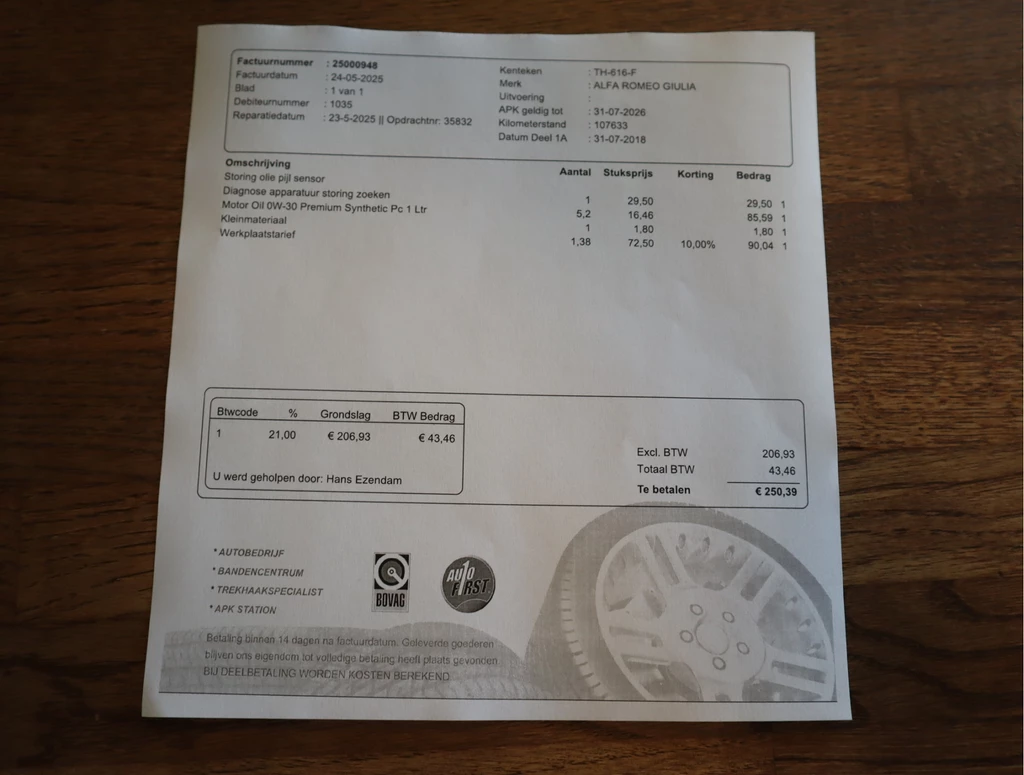 Factuurnummer : 25000948
Factuurdatum : 24-05-2025
Blad : 1 van 1
Debiteurnummer : 1035
Reparatiedatum : 23-5-2025 || Opdrachtnr: 35832
Kenteken : TH-616-F
Merk : ALFA ROMEO GIULIA
Uitvoering :
APK geldig tot : 31-07-2026
Kilometerstand : 107633
Datum Deel 1A : 31-07-2018
Omschrijving Aantal Stuksprijs Korting Bedrag
Storing olie pijl sensor
Diagnose apparatuur storing zoeken 1 29,50 29,50 1
Motor Oil 0W-30 Premium Synthetic Pc 1 Ltr 5,2 16,46 85,59 1
Kleinmateriaal 1 1,80 1,80 1
Werkplaatstarief 1,38 72,50 10,00% 90,04 1
Btwcode % Grondslag BTW Bedrag
1 21,00 € 206,93 € 43,46
U werd geholpen door: Hans Ezendam
Excl. BTW 206,93
Totaal BTW 43,46
Te betalen € 250,39
* AUTOBEDRIJF
* BANDENCENTRUM
* TREKHAAKSPECIALIST
* APK STATION
BOVAG
AUTO
FIRST
Betaling binnen 14 dagen na factuurdatum. Geleverde goederen
blijven ons eigendom tot volledige betaling heeft plaats gevonden.
BIJ DEELBETALING WORDEN KOSTEN BEREKEND